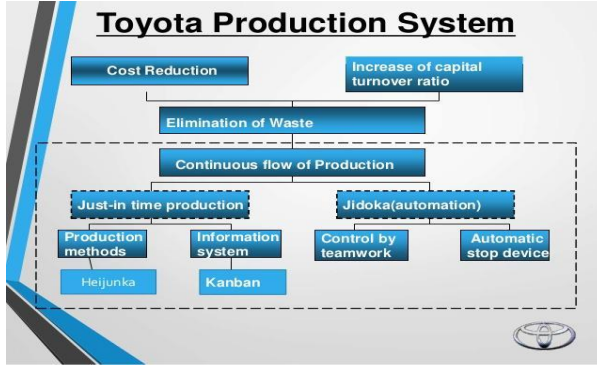 Toyota Production System
Cost Reduction
Increase of capital
turnover ratio
Elimination of Waste
Continuous flow of Production
Just-in time production
Jidoka(automation)
Production
methods
Information
system
Control by
teamwork
Automatic
stop device
Heijunka
Kanban